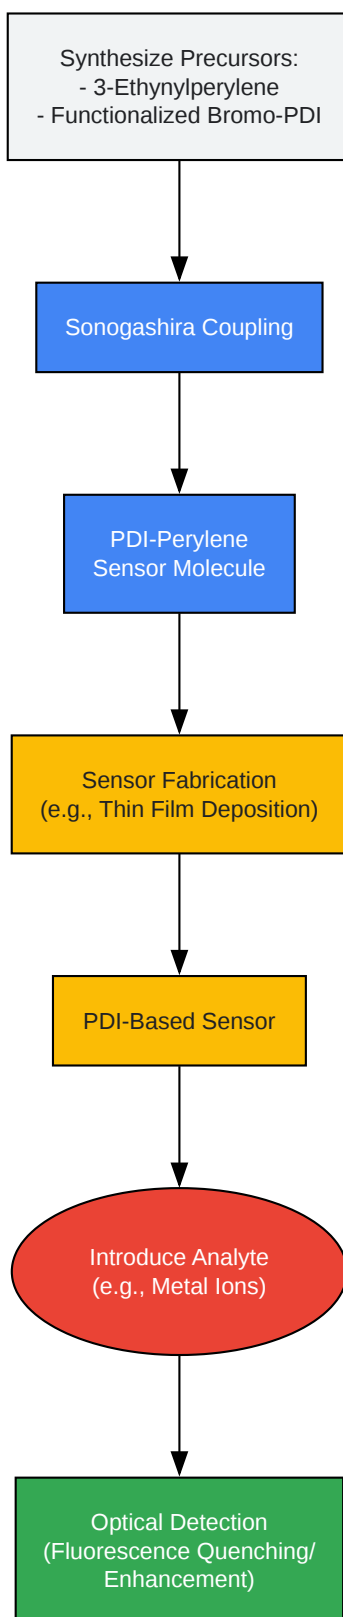 Synthesize Precursors:
- 3-Ethynylperylene
- Functionalized Bromo-PDI
Sonogashira Coupling
PDI-Perylene
Sensor Molecule
Sensor Fabrication
(e.g., Thin Film Deposition)
PDI-Based Sensor
Introduce Analyte
(e.g., Metal Ions)
Optical Detection
(Fluorescence Quenching/
Enhancement)